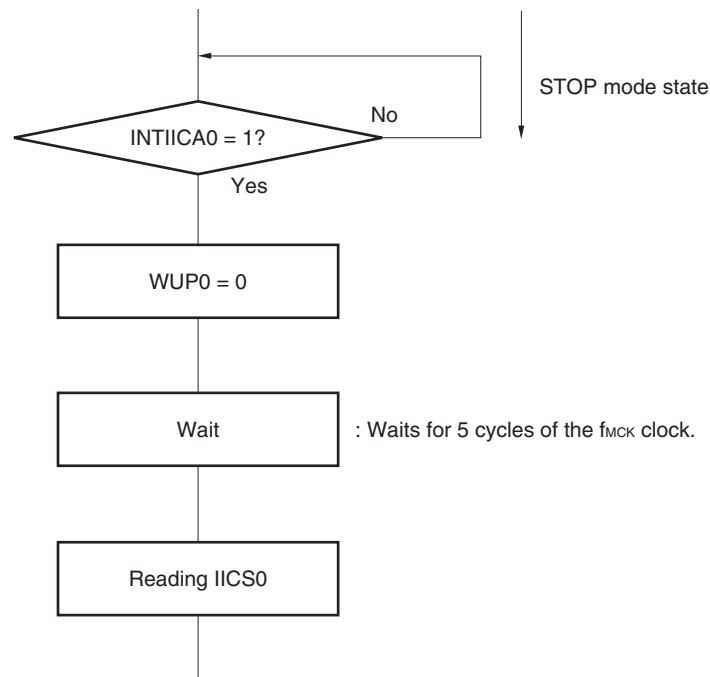 STOP mode state
No
INTIICA0 = 1?
Yes
WUP0 = 0
Wait
: Waits for 5 cycles of the fMCK clock.
Reading IICS0